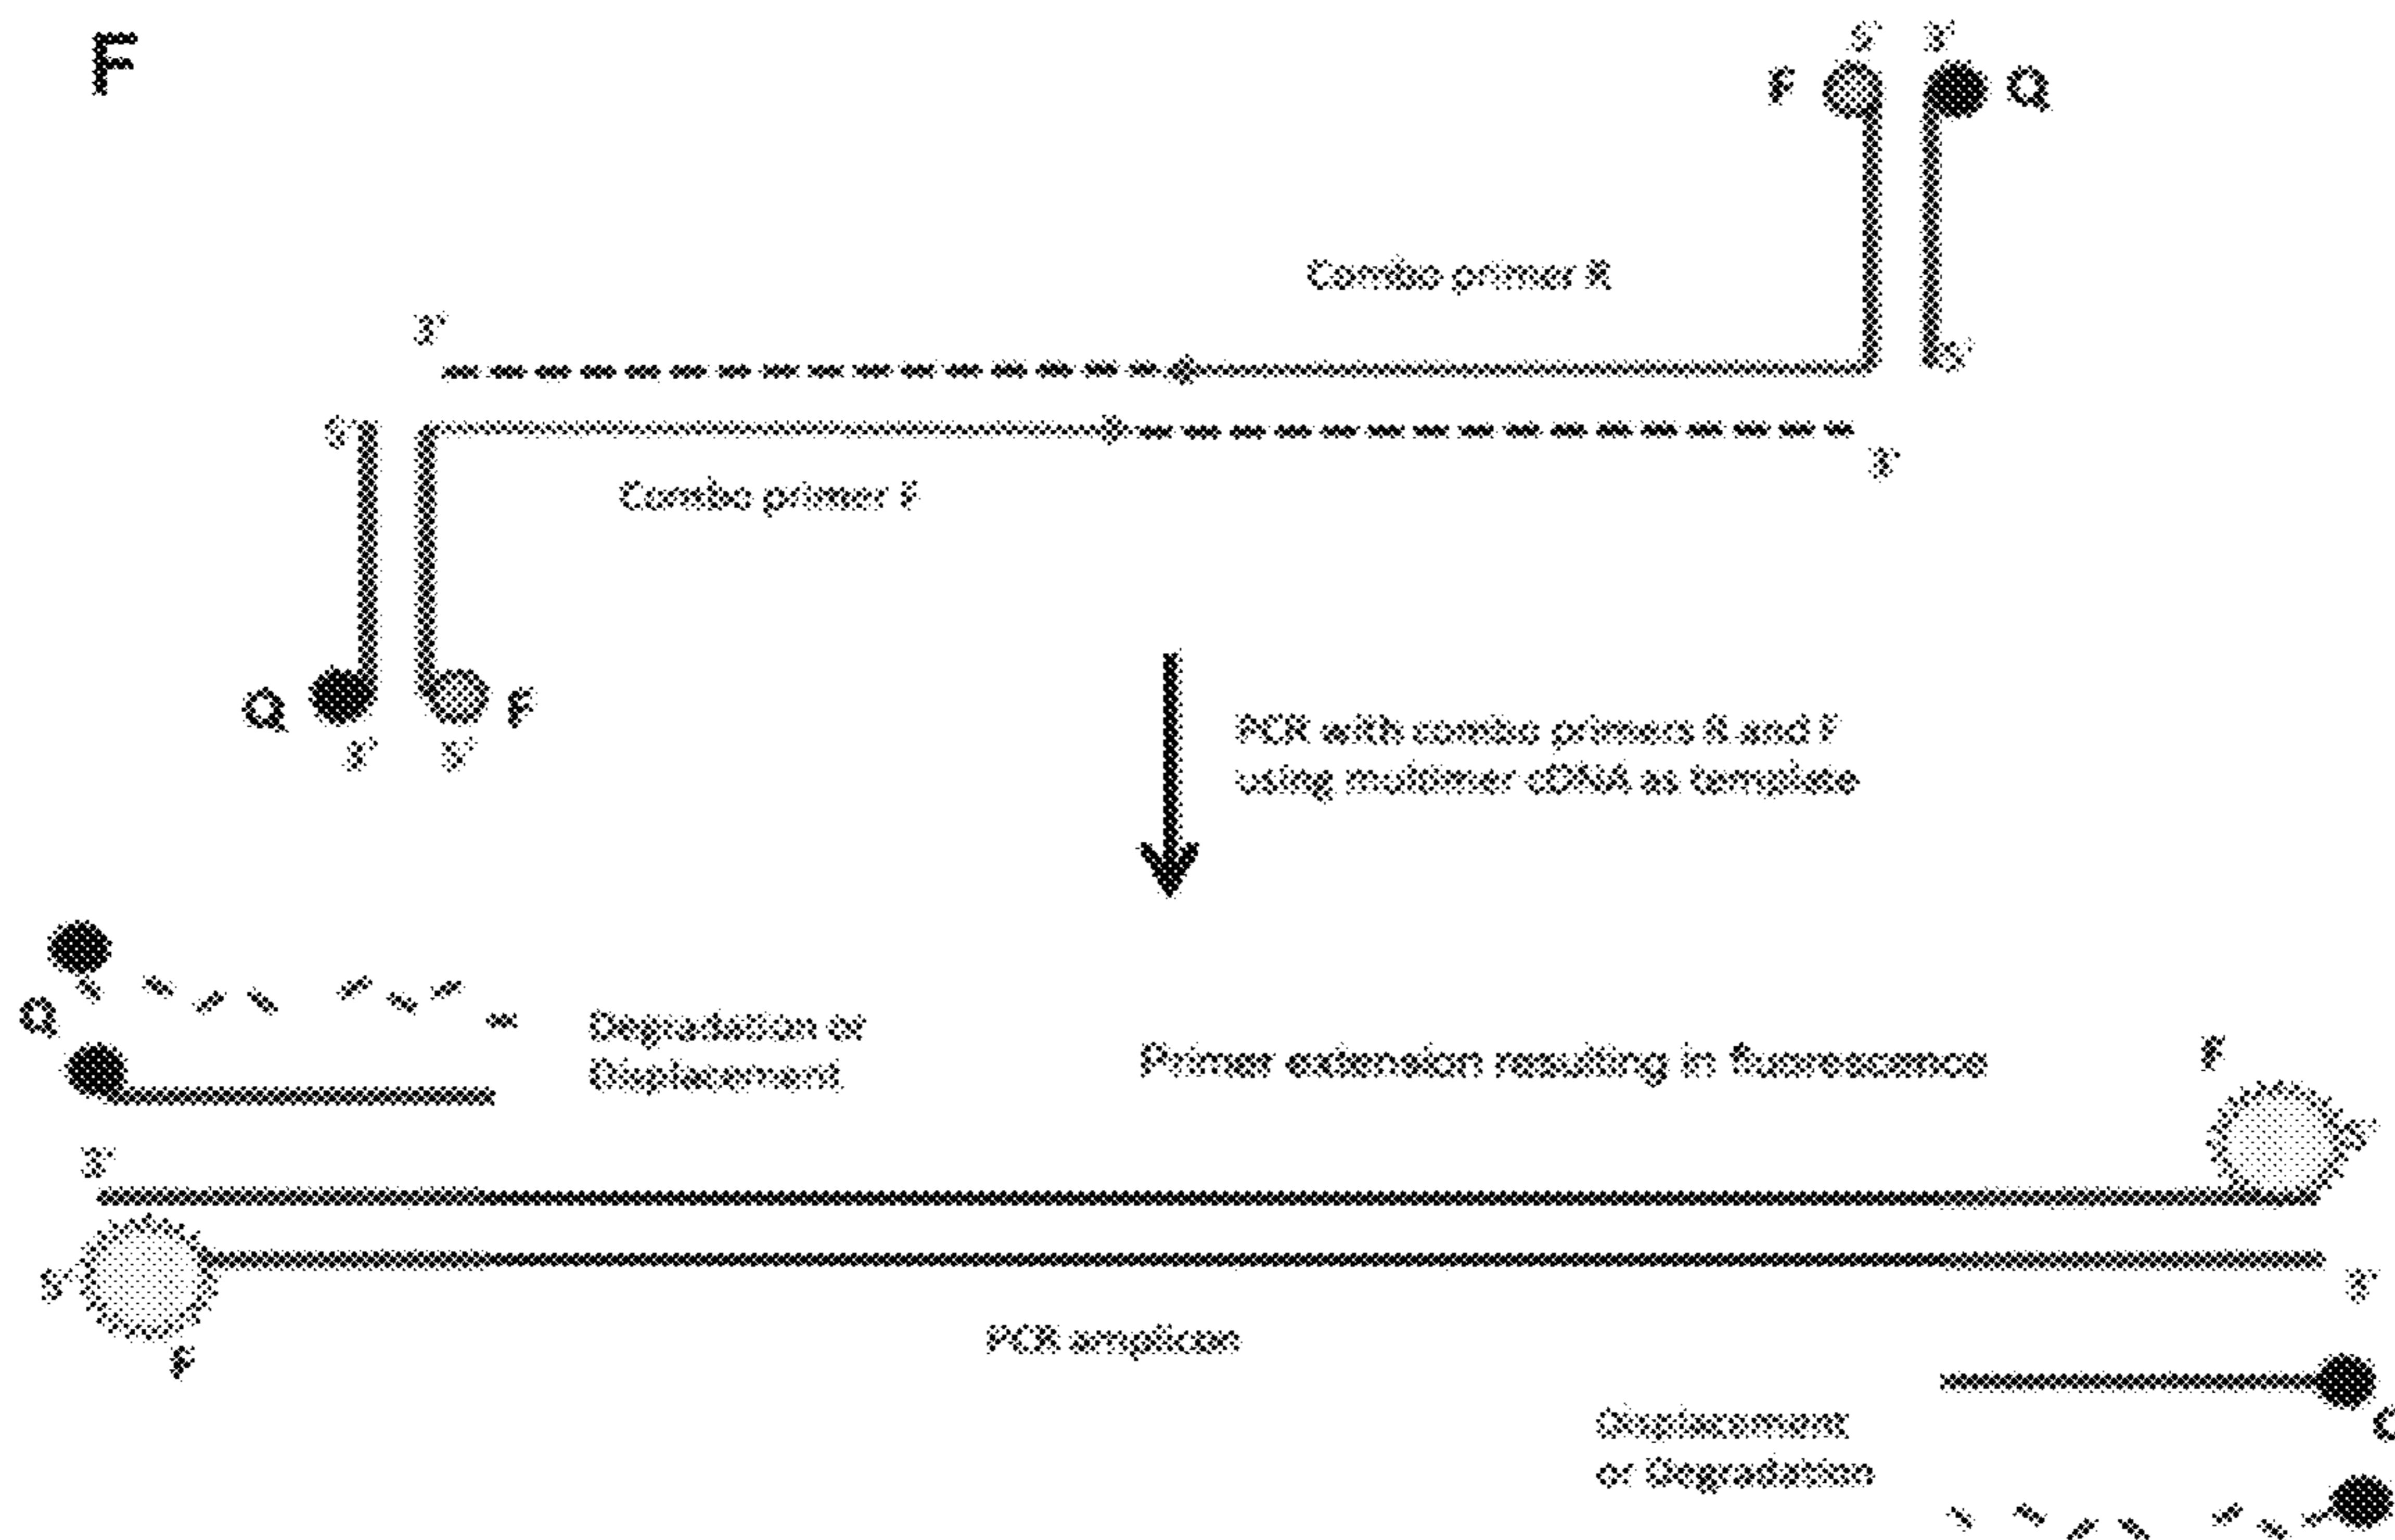 F
5' 3'
F Q
Combo primer R
3'
5'
5'
3'
Combo primer F
Q F
3' 5'
PCR with combo primers R and F
using multimer cDNA as template
Q
Degradation or
Displacement
Primer extension resulting in fluorescence
F
5'
3'
5'
3'
F
PCR amplicon
Displacement
or Degradation